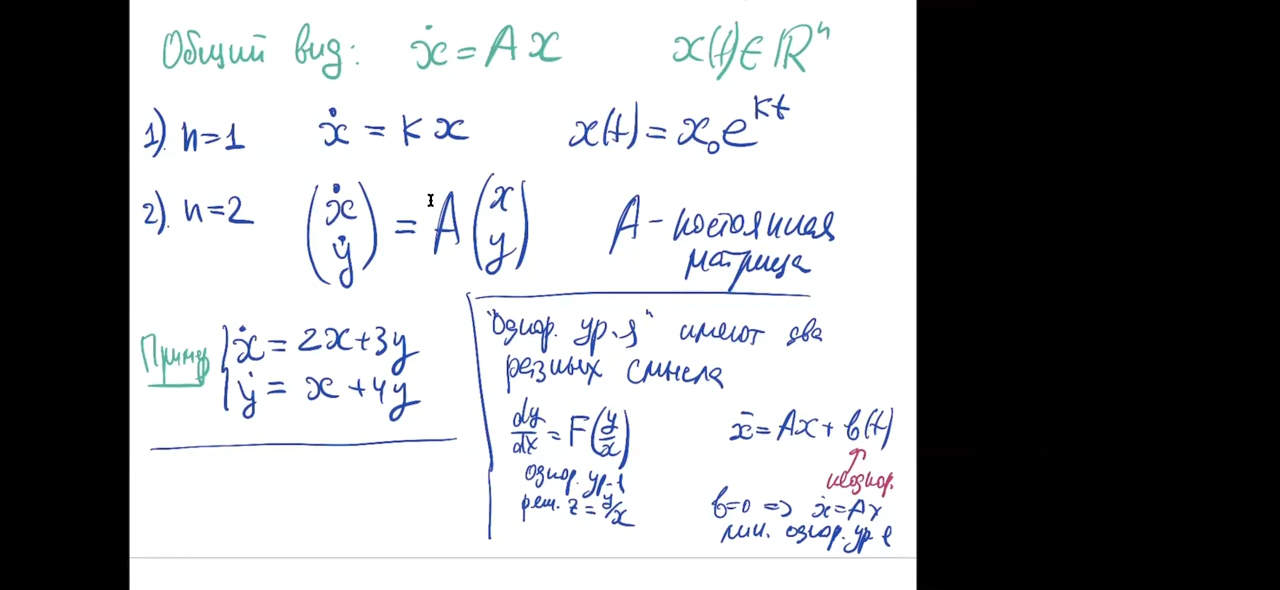 Общий вид: ẋ = Ax x(t) ∈ ℝⁿ
1). n=1 ẋ = kx x(t) = x₀e^{kt}
2). n=2 (ẋ ẏ) = A (x y) A - постоянная
матрица
Пример ẋ = 2x+3y
ẏ = x + 4y
"Однор. ур-я" имеют два
разных смысла
dy/dx = F(y/x)
однор. ур-е
реш. z = y/x
ẋ = Ax + b(t)
неоднор.
b=0 => ẋ = Ax
лин. однор. ур-е